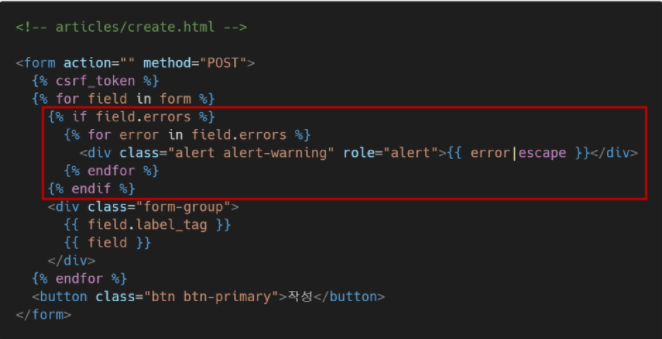 <!-- articles/create.html -->
<form action="" method="POST">
{% csrf_token %}
{% for field in form %}
{% if field.errors %}
{% for error in field.errors %}
<div class="alert alert-warning" role="alert">{{ error|escape }}</div>
{% endfor %}
{% endif %}
<div class="form-group">
{{ field.label_tag }}
{{ field }}
</div>
{% endfor %}
<button class="btn btn-primary">작성</button>
</form>